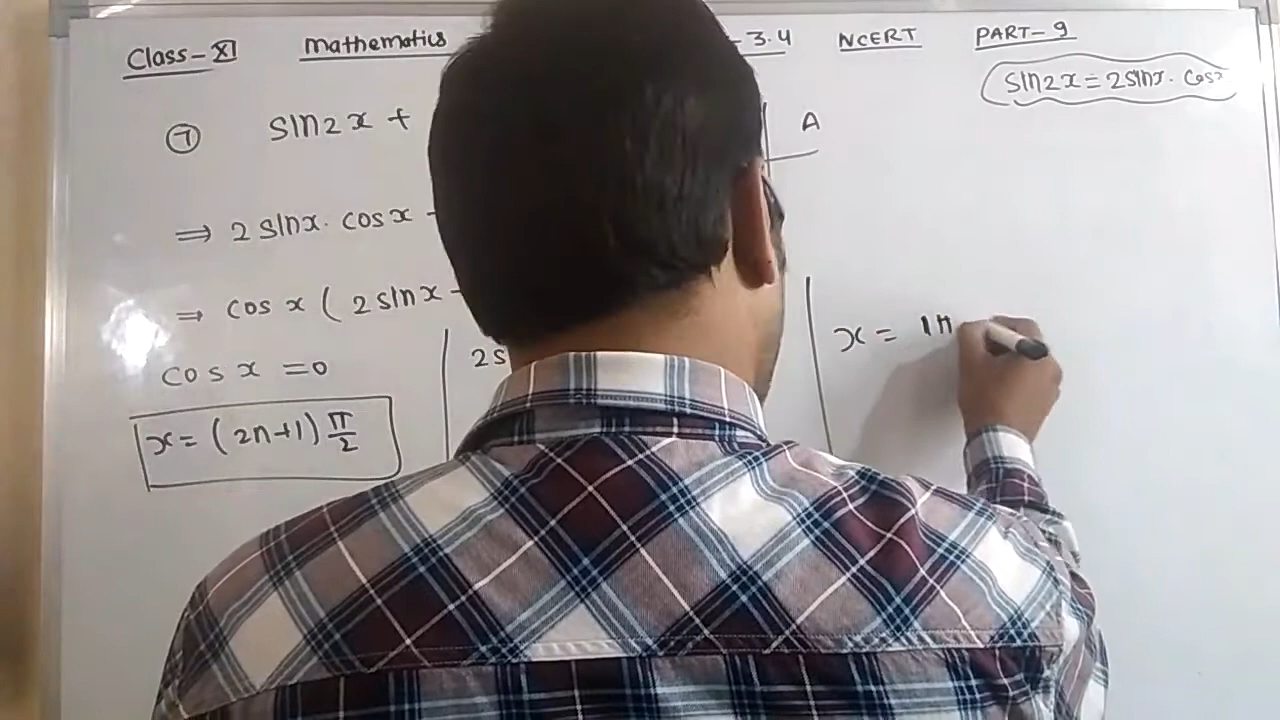 Class-XI Mathematics -3.4 NCERT PART-9
sin2x=2sinx. cosx
⑦ sin2x + A
⇒ 2 sinx. cosx -
⇒ cos x ( 2 sinx -
cos x =0 2s x = 1π
x= (2n+1) π/2